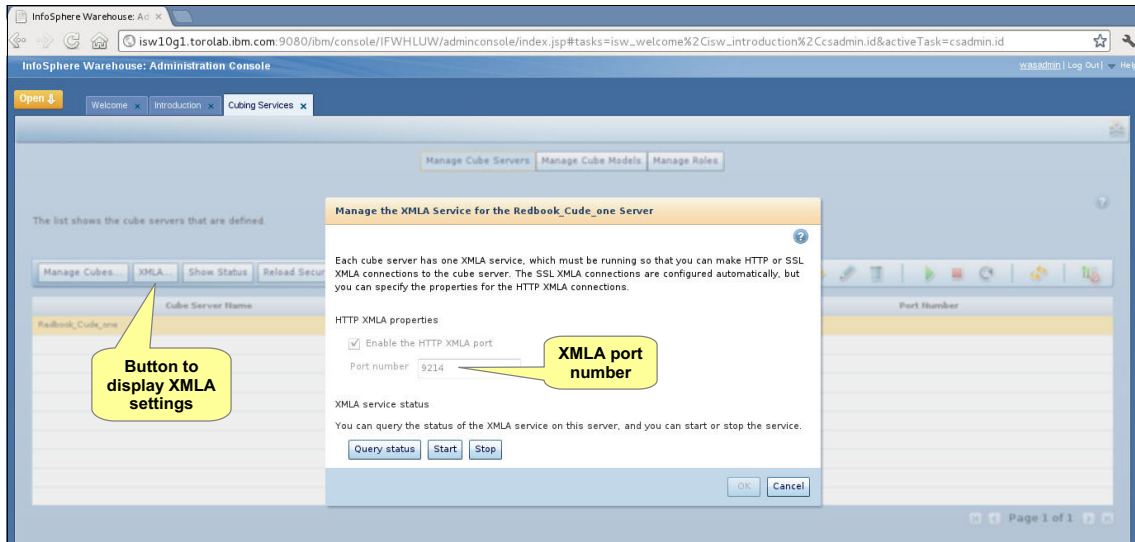 InfoSphere Warehouse: Ad
isw10g1.torolab.ibm.com:9080/ibm/console/IFWHLUW/adminconsole/index.jsp#tasks=isw_welcome%2Cisw_introduction%2Ccsadmin.id&activeTask=csadmin.id
InfoSphere Warehouse: Administration Console
wasadmin | Log Out | Hel
Open
Welcome x Introduction x Cubing Services x
Manage Cube Servers Manage Cube Models Manage Roles
The list shows the cube servers that are defined.
Manage Cubes... XMLA... Show Status Reload Secur
Cube Server Name
Port Number
Redbook_Cude_one
Button to
display XMLA
settings
Manage the XMLA Service for the Redbook_Cude_one Server
?
Each cube server has one XMLA service, which must be running so that you can make HTTP or SSL
XMLA connections to the cube server. The SSL XMLA connections are configured automatically, but
you can specify the properties for the HTTP XMLA connections.
HTTP XMLA properties
Enable the HTTP XMLA port
Port number 9214
XMLA port
number
XMLA service status
You can query the status of the XMLA service on this server, and you can start or stop the service.
Query status Start Stop
OK Cancel
Page 1 of 1